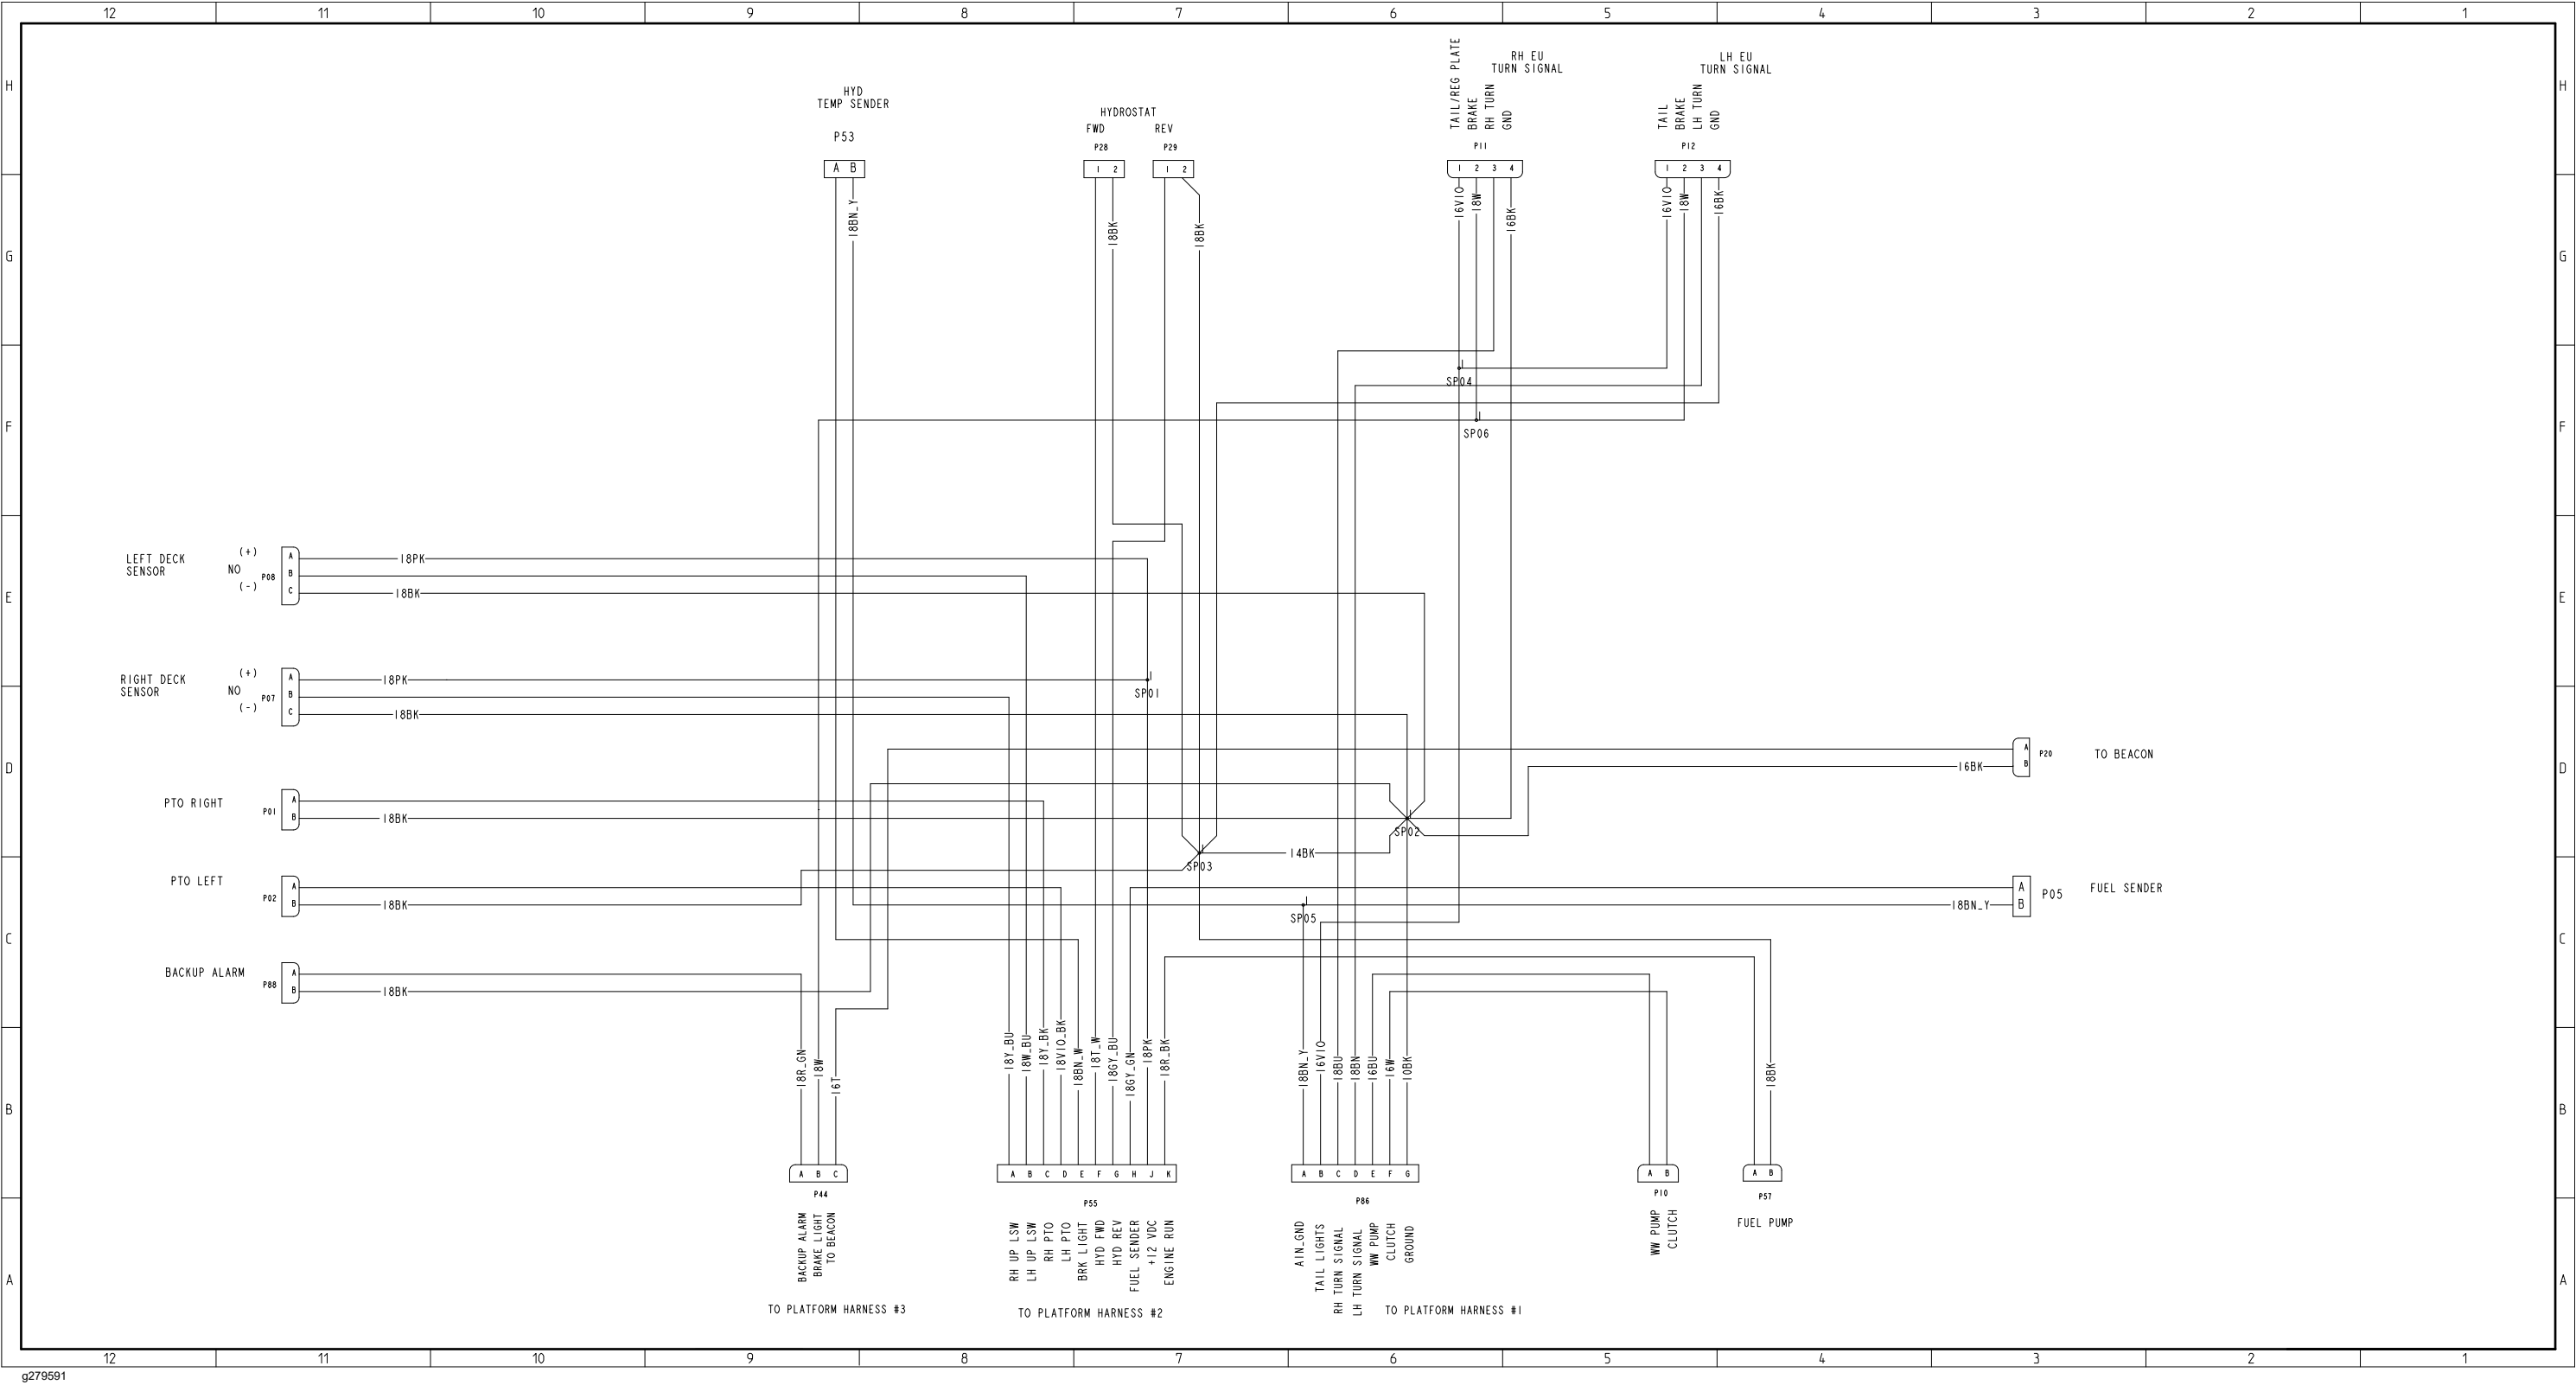 12 11 10 9 8 7 6 5 4 3 2 1
H
H
G
G
F
F
E
E
D
D
C
C
B
B
A
A
HYD
TEMP SENDER
P53
A B
18BN_Y
HYDROSTAT
FWD REV
P28 P29
1 2 1 2
18BK
18BK
TAIL/REG PLATE
BRAKE
RH TURN
GND
RH EU
TURN SIGNAL
P11
1 2 3 4
16VIO
18W
16BK
TAIL
BRAKE
LH TURN
GND
LH EU
TURN SIGNAL
P12
1 2 3 4
16VIO
18W
16BK
SP04
SP06
LEFT DECK
SENSOR
(+)
NO
(-)
P08
A
B
C
18PK
18BK
RIGHT DECK
SENSOR
(+)
NO
(-)
P07
A
B
C
18PK
18BK
SP01
PTO RIGHT
P01
A
B
18BK
PTO LEFT
P02
A
B
18BK
BACKUP ALARM
P88
A
B
18BK
SP02
SP03
14BK
SP05
16BK
A
B
P20
TO BEACON
18BN_Y
A
B
P05
FUEL SENDER
18R_GN
18W
16T
A B C
P44
BACKUP ALARM
BRAKE LIGHT
TO BEACON
TO PLATFORM HARNESS #3
18Y_BU
18W_BU
18Y_BK
18VIO_BK
18BN_W
18T_W
18GY_BU
18GY_GN
18PK
18R_BK
A B C D E F G H J K
P55
RH UP LSW
LH UP LSW
RH PTO
LH PTO
BRK LIGHT
HYD FWD
HYD REV
FUEL SENDER
+12 VDC
ENGINE RUN
TO PLATFORM HARNESS #2
18BN_Y
16VIO
18BU
18BN
16BU
16W
10BK
A B C D E F G
P86
AIN_GND
TAIL LIGHTS
RH TURN SIGNAL
LH TURN SIGNAL
WW PUMP
CLUTCH
GROUND
TO PLATFORM HARNESS #1
A B
P10
WW PUMP
CLUTCH
18BK
A B
P57
FUEL PUMP
12 11 10 9 8 7 6 5 4 3 2 1
g279591